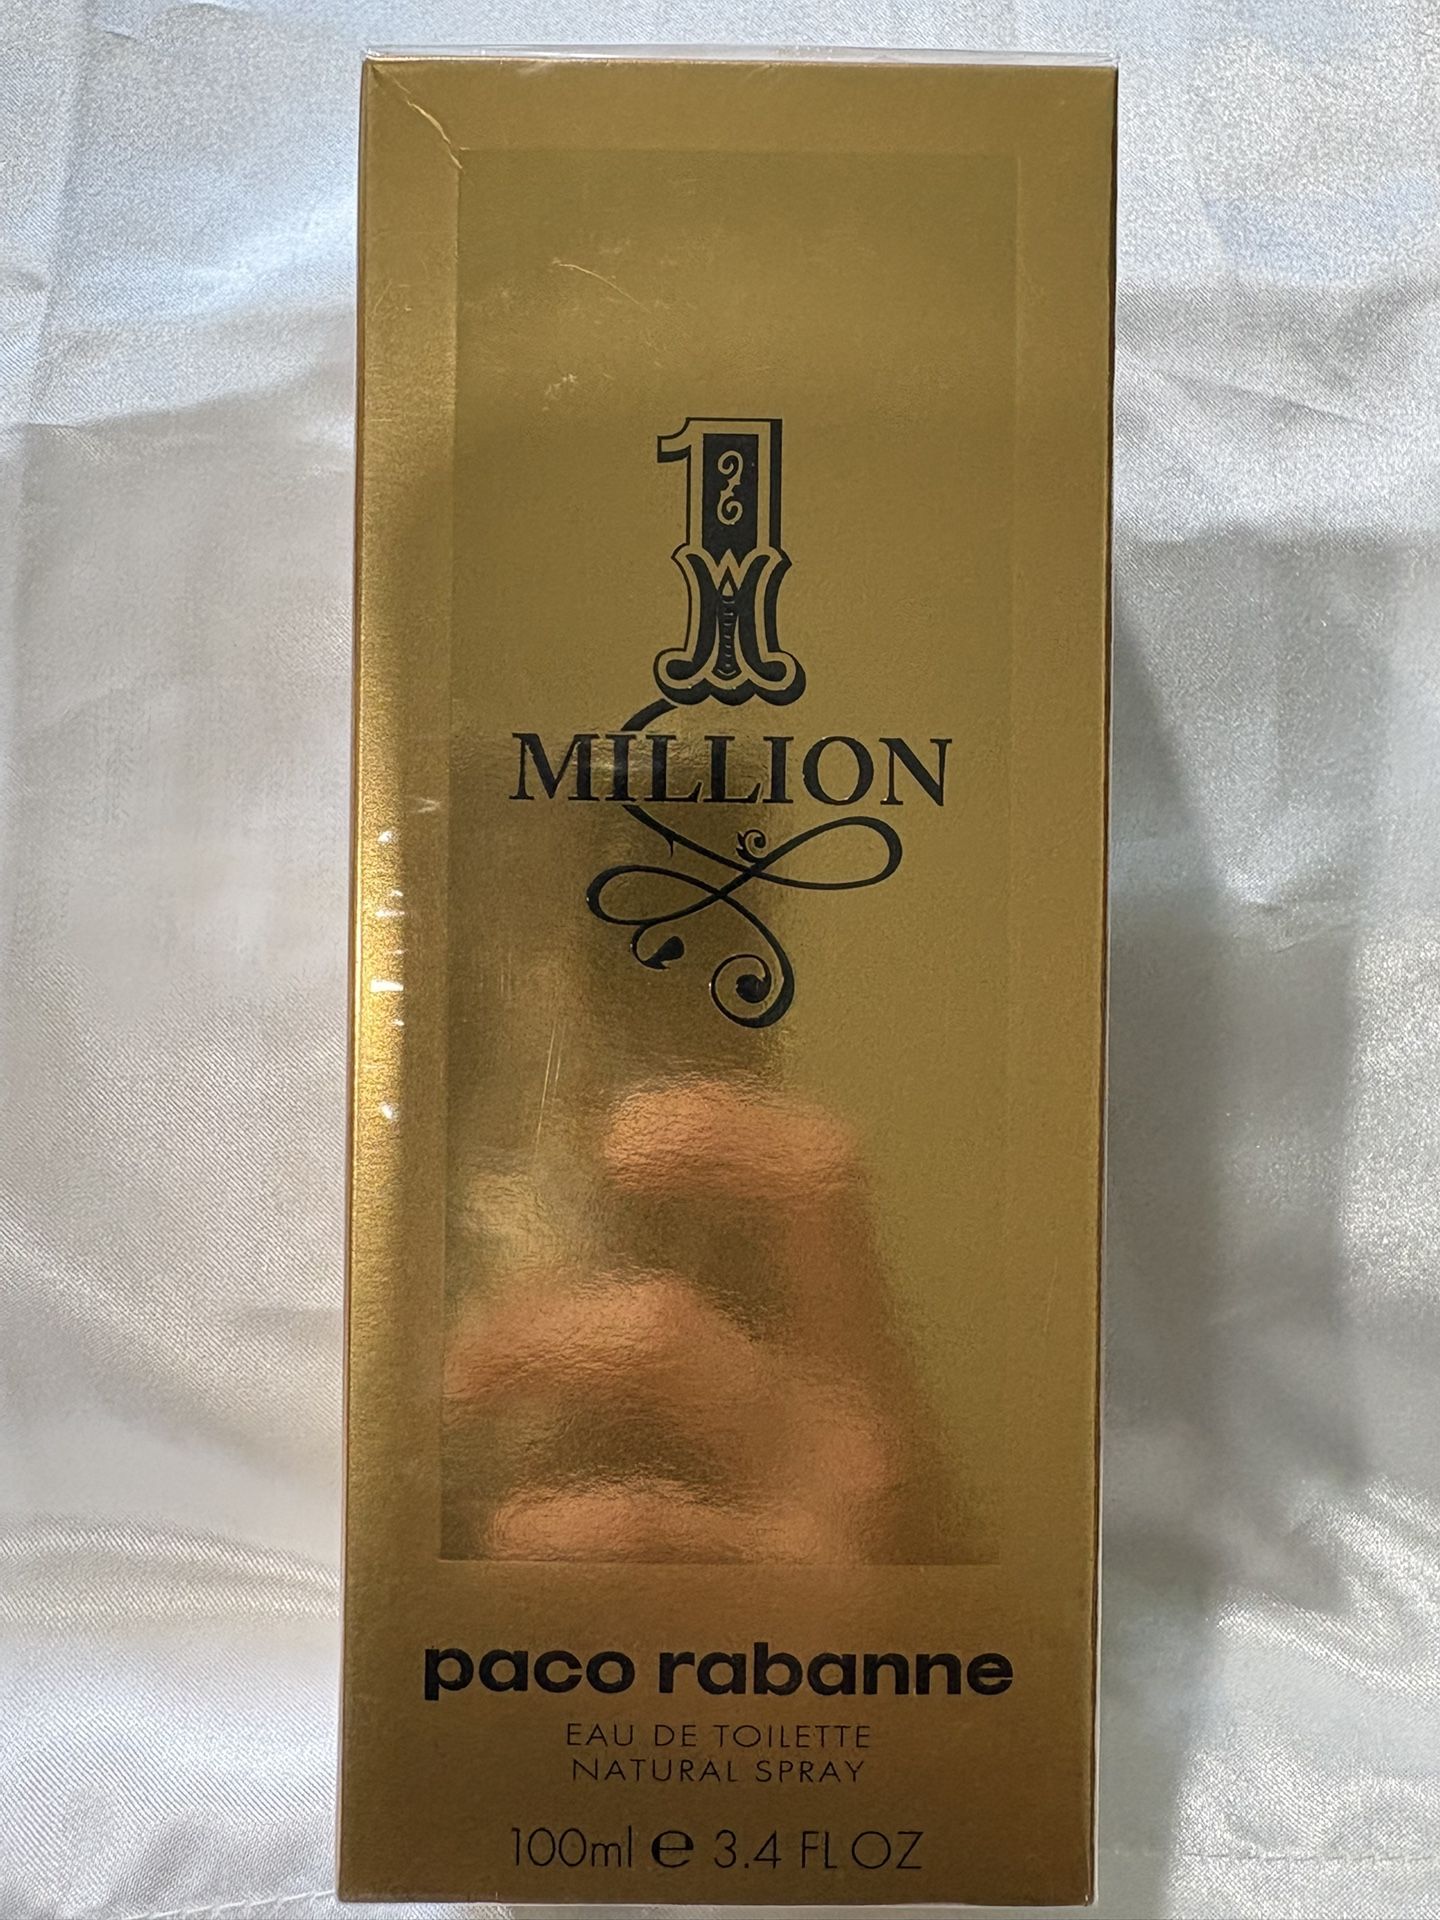 1
MILLION
paco rabanne
EAU DE TOILETTE
NATURAL SPRAY
100ml ℮ 3.4 FL OZ